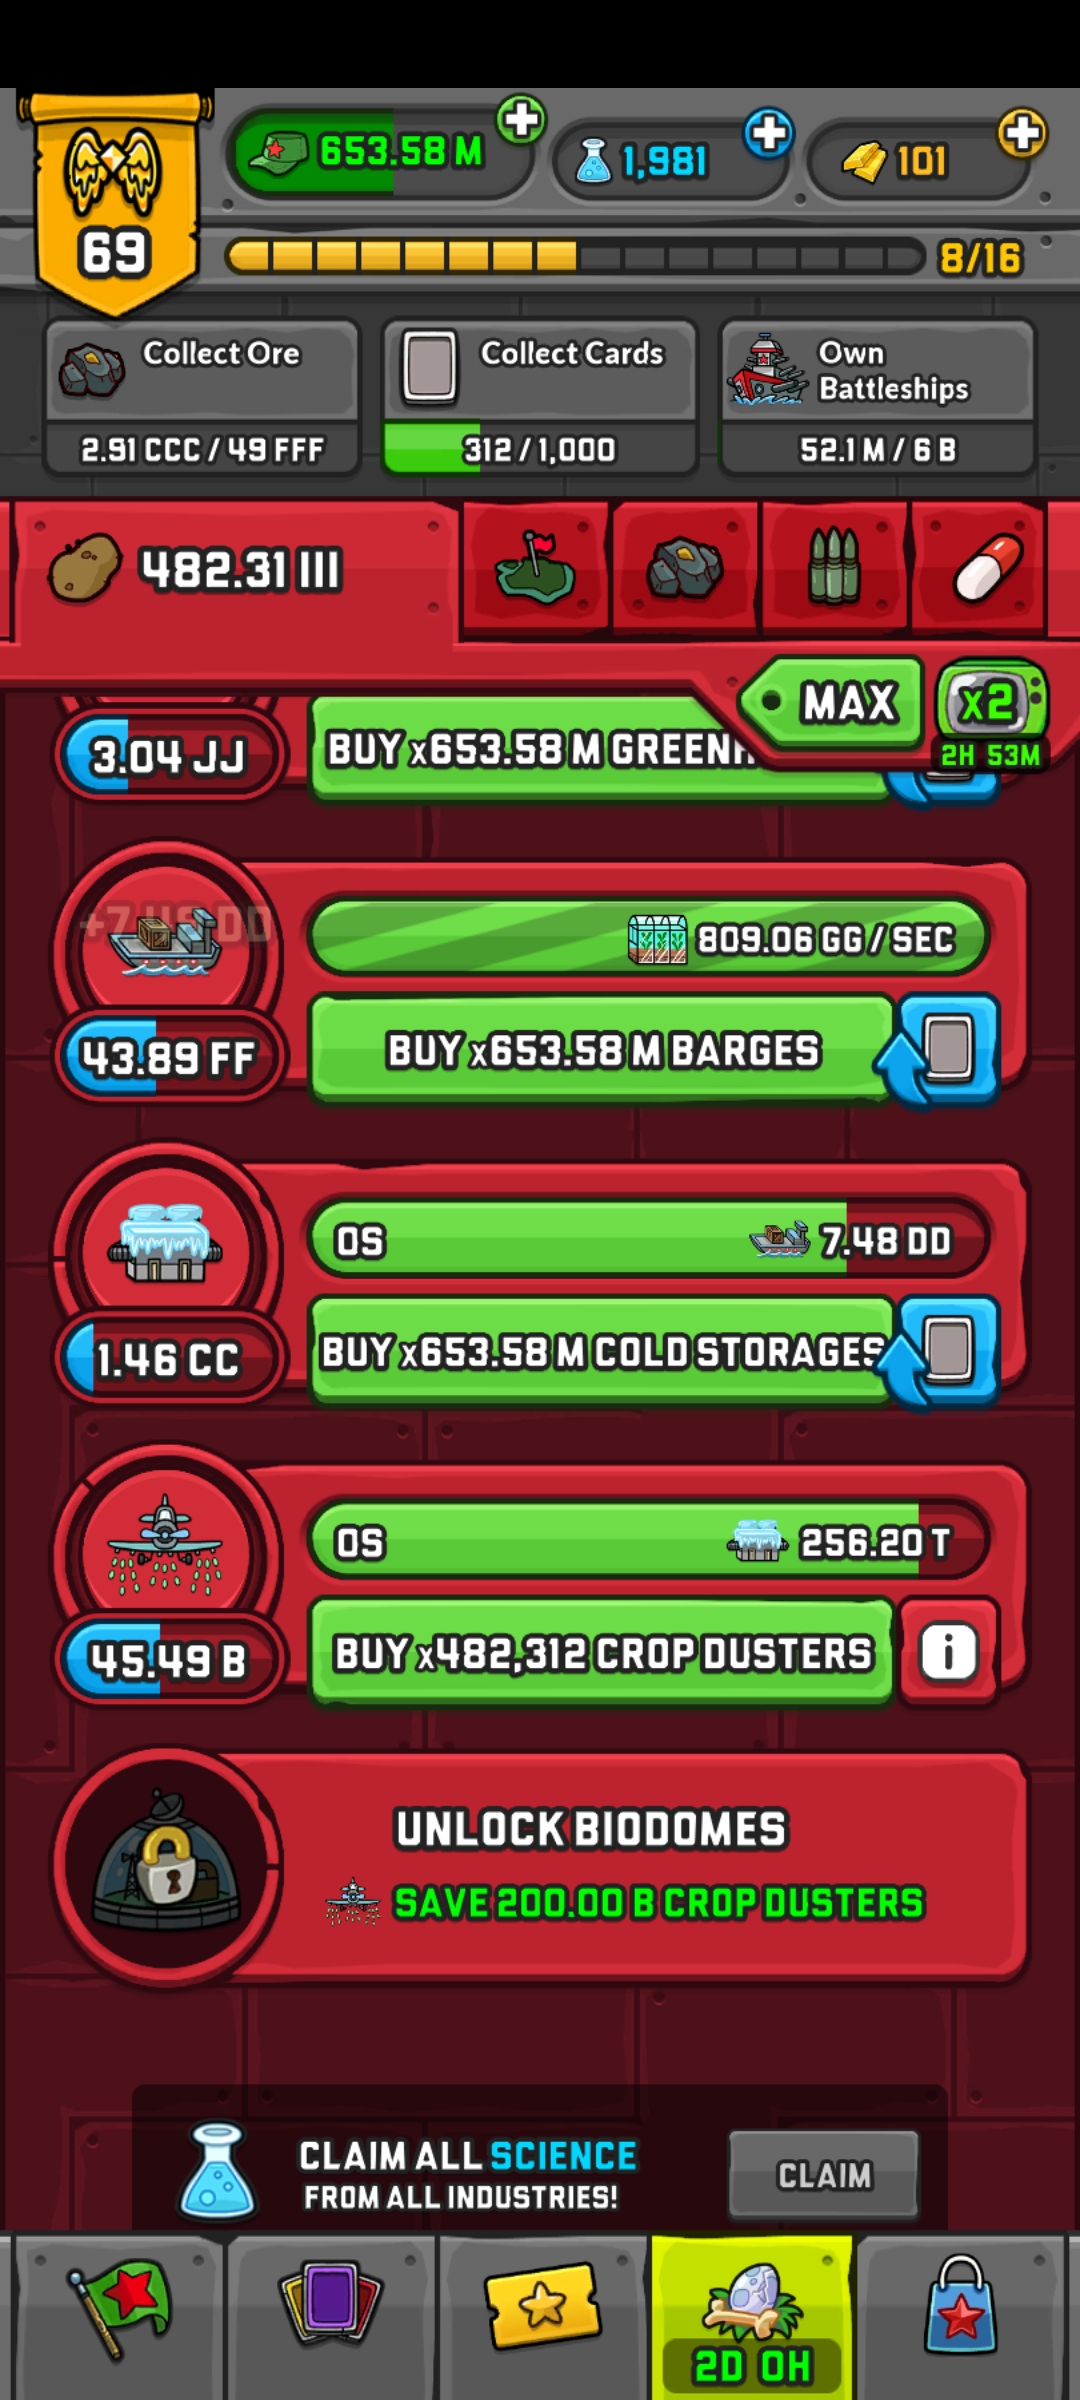 653.58 M
1,981
101
69
8/16
Collect Ore
2.91 CCC / 49 FFF
Collect Cards
312 / 1,000
Own
Battleships
52.1 M / 6 B
482.31 III
MAX
x2
2H 53M
3.04 JJ
BUY x653.58 M GREENH
+7.48 DD
809.06 GG / SEC
43.89 FF
BUY x653.58 M BARGES
0S
7.48 DD
1.46 CC
BUY x653.58 M COLD STORAGES
0S
256.20 T
45.49 B
BUY x482,312 CROP DUSTERS
i
UNLOCK BIODOMES
SAVE 200.00 B CROP DUSTERS
CLAIM ALL SCIENCE
FROM ALL INDUSTRIES!
CLAIM
2D 0H